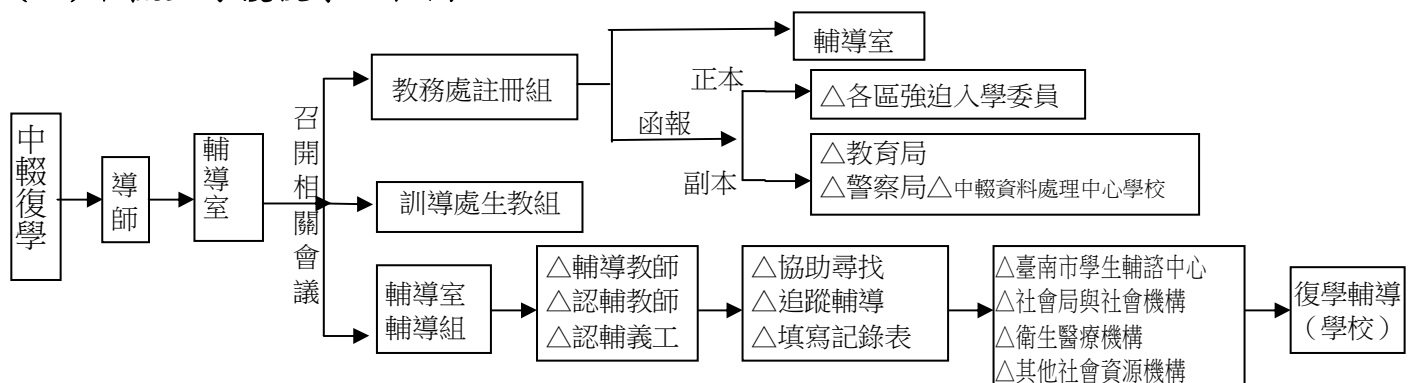 中輟復學
導師
輔導室
召開相關會議
教務處註冊組
輔導室
函報
正本
△各區強迫入學委員
副本
△教育局
△警察局△中輟資料處理中心學校
訓導處生教組
輔導室
輔導組
△輔導教師
△認輔教師
△認輔義工
△協助尋找
△追蹤輔導
△填寫記錄表
△臺南市學生輔諮中心
△社會局與社會機構
△衛生醫療機構
△其他社會資源機構
復學輔導
（學校）